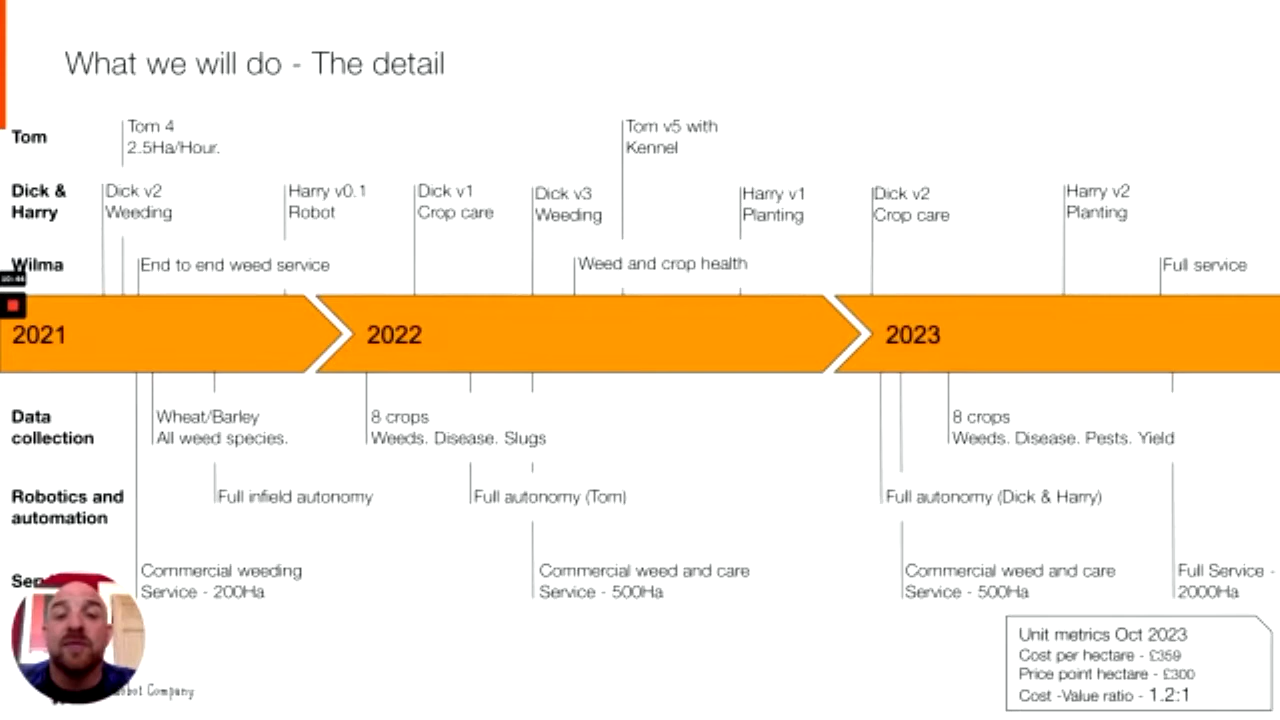 What we will do - The detail
Tom
Tom 4
2.5Ha/Hour.
Tom v5 with
Kennel
Dick &
Harry
Dick v2
Weeding
Harry v0.1
Robot
Dick v1
Crop care
Dick v3
Weeding
Harry v1
Planting
Dick v2
Crop care
Harry v2
Planting
Wilma
End to end weed service
Weed and crop health
Full service
2021
2022
2023
Data
collection
Wheat/Barley
All weed species.
8 crops
Weeds. Disease. Slugs
8 crops
Weeds. Disease. Pests. Yield
Robotics and
automation
Full infield autonomy
Full autonomy (Tom)
Full autonomy (Dick & Harry)
Commercial weeding
Service - 200Ha
Commercial weed and care
Service - 500Ha
Commercial weed and care
Service - 500Ha
Full Service -
2000Ha
Unit metrics Oct 2023
Cost per hectare - £359
Price point hectare - £300
Cost -Value ratio - 1.2:1
Company